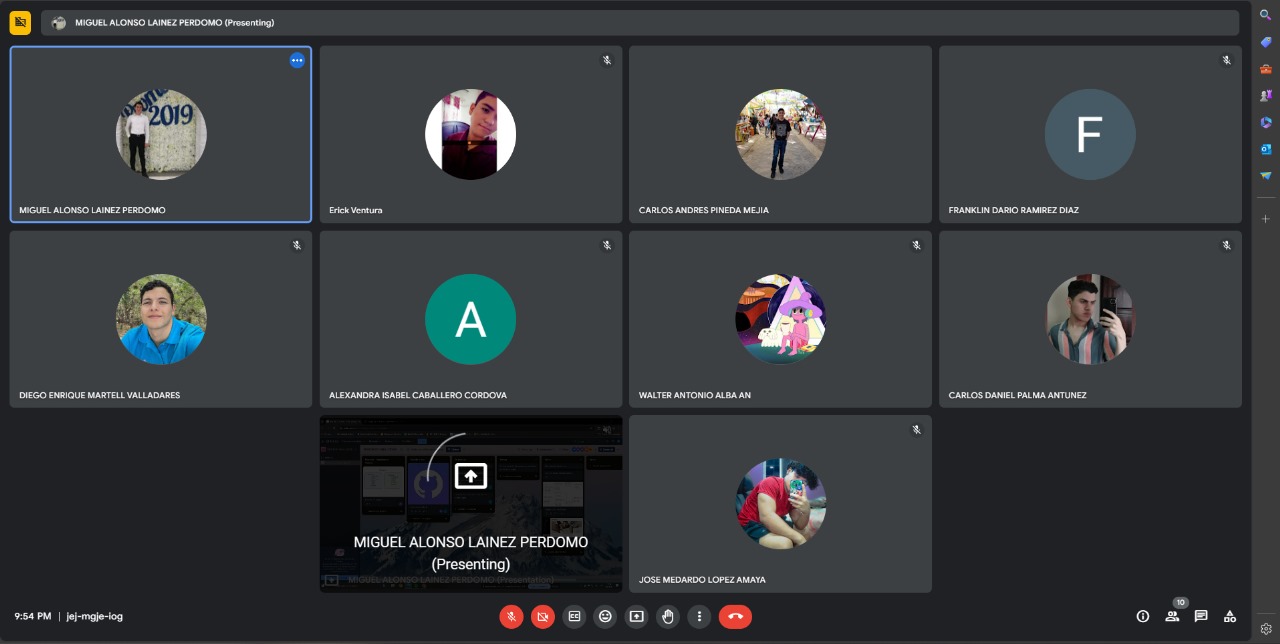 MIGUEL ALONSO LAINEZ PERDOMO (Presenting)
2019
MIGUEL ALONSO LAINEZ PERDOMO
Erick Ventura
CARLOS ANDRES PINEDA MEJIA
F
FRANKLIN DARIO RAMIREZ DIAZ
DIEGO ENRIQUE MARTELL VALLADARES
A
ALEXANDRA ISABEL CABALLERO CORDOVA
WALTER ANTONIO ALBA AN
CARLOS DANIEL PALMA ANTUNEZ
MIGUEL ALONSO LAINEZ PERDOMO
(Presenting)
MIGUEL ALONSO LAINEZ PERDOMO (Presentation)
JOSE MEDARDO LOPEZ AMAYA
9:54 PM | jej-mgje-iog
10